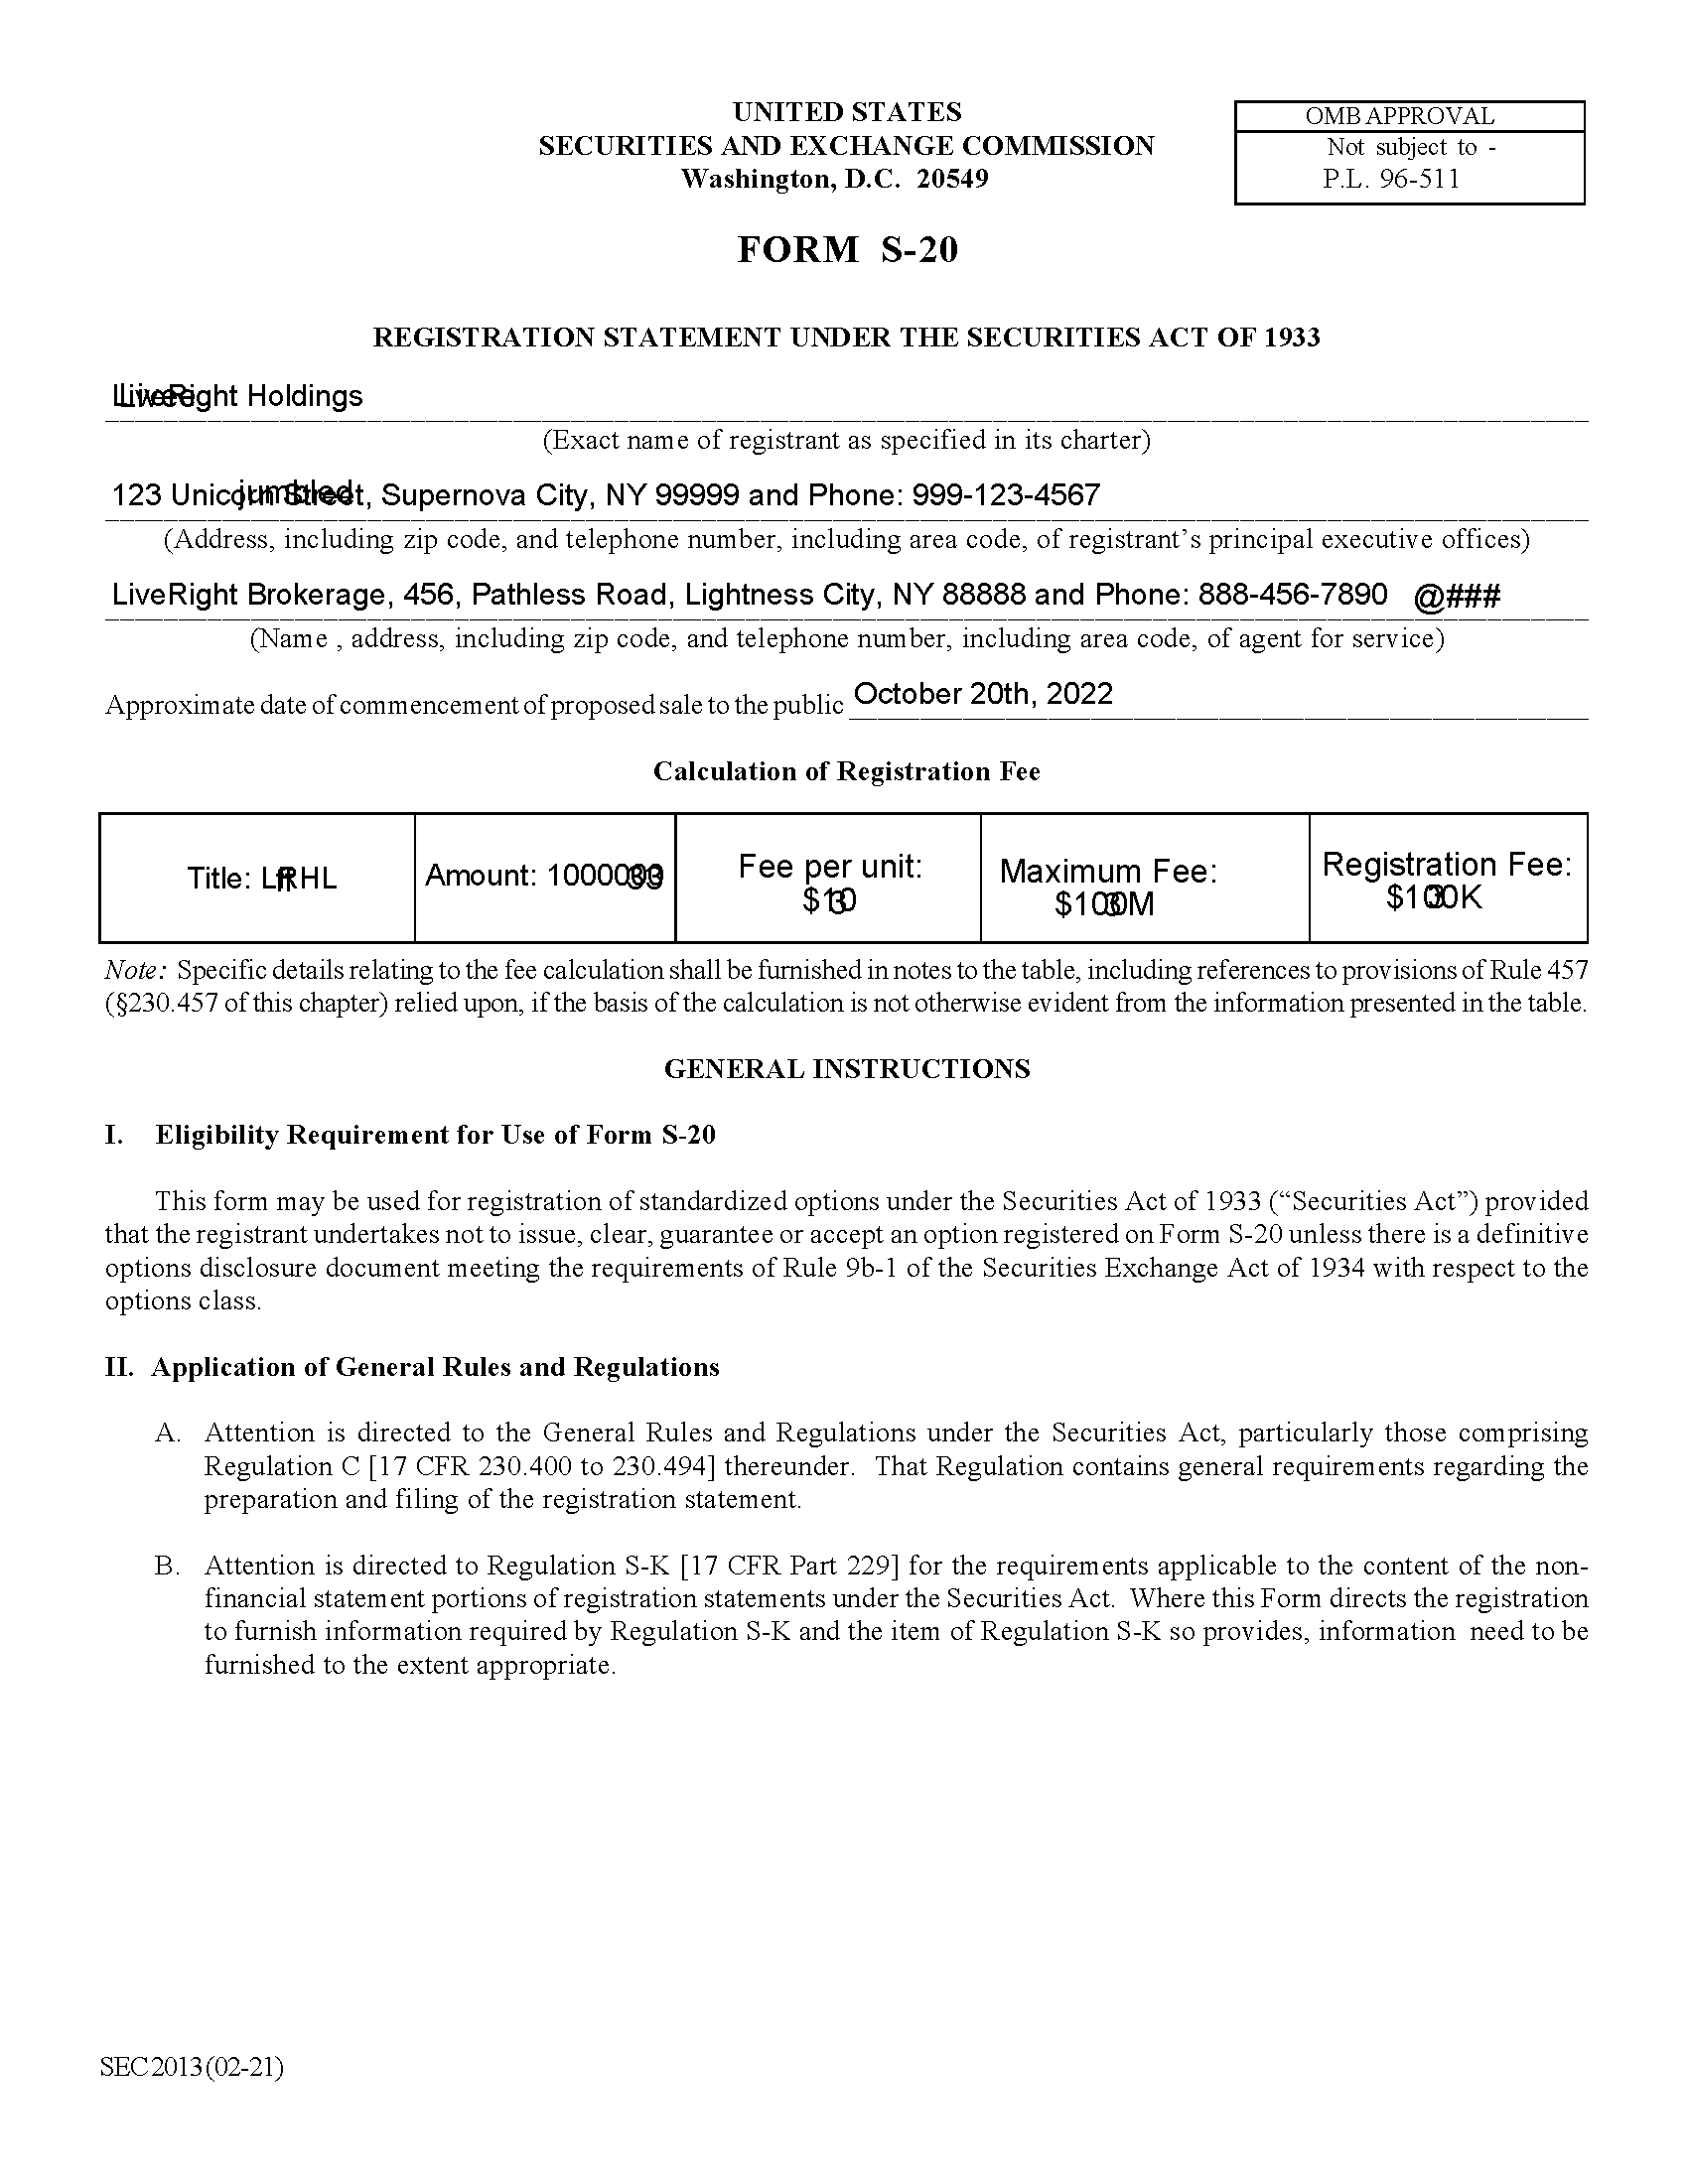 UNITED STATES
SECURITIES AND EXCHANGE COMMISSION
Washington, D.C. 20549
OMB APPROVAL
Not subject to -
P.L. 96-511
FORM S-20
REGISTRATION STATEMENT UNDER THE SECURITIES ACT OF 1933
Holdings
(Exact name of registrant as specified in its charter)
123 Supernova City, NY 99999 and Phone: 999-123-4567
(Address, including zip code, and telephone number, including area code, of registrant’s principal executive offices)
LiveRight Brokerage, 456, Pathless Road, Lightness City, NY 88888 and Phone: 888-456-7890 @###
(Name , address, including zip code, and telephone number, including area code, of agent for service)
Approximate date of commencement of proposed sale to the public October 20th, 2022
Calculation of Registration Fee
Title:
Amount:
Fee per unit:
Maximum Fee:
Registration Fee:
Note: Specific details relating to the fee calculation shall be furnished in notes to the table, including references to provisions of Rule 457
(§230.457 of this chapter) relied upon, if the basis of the calculation is not otherwise evident from the information presented in the table.
GENERAL INSTRUCTIONS
I. Eligibility Requirement for Use of Form S-20
This form may be used for registration of standardized options under the Securities Act of 1933 (“Securities Act”) provided
that the registrant undertakes not to issue, clear, guarantee or accept an option registered on Form S-20 unless there is a definitive
options disclosure document meeting the requirements of Rule 9b-1 of the Securities Exchange Act of 1934 with respect to the
options class.
II. Application of General Rules and Regulations
A. Attention is directed to the General Rules and Regulations under the Securities Act, particularly those comprising
Regulation C [17 CFR 230.400 to 230.494] thereunder. That Regulation contains general requirements regarding the
preparation and filing of the registration statement.
B. Attention is directed to Regulation S-K [17 CFR Part 229] for the requirements applicable to the content of the non-
financial statement portions of registration statements under the Securities Act. Where this Form directs the registration
to furnish information required by Regulation S-K and the item of Regulation S-K so provides, information need to be
furnished to the extent appropriate.
SEC 2013 (02-21)